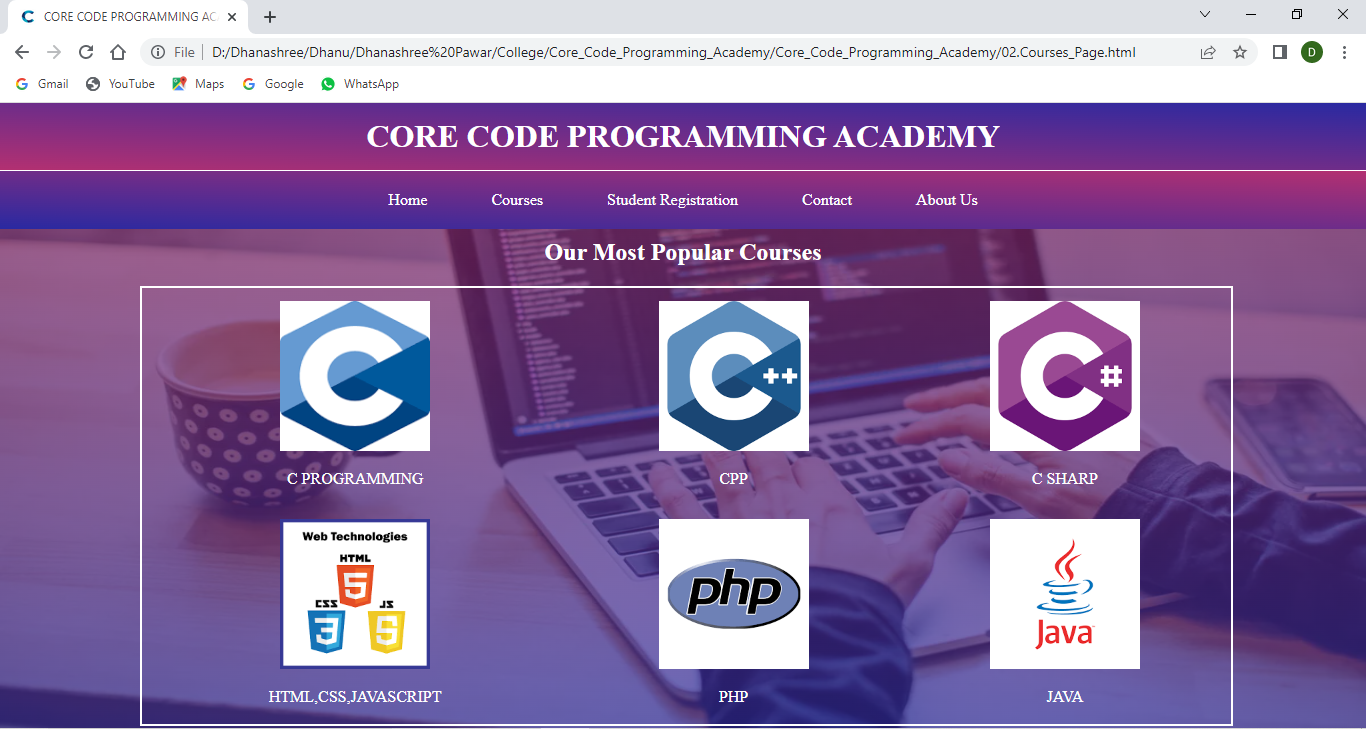 CORE CODE PROGRAMMING AC
File D:/Dhanashree/Dhanu/Dhanashree%20Pawar/College/Core_Code_Programming_Academy/Core_Code_Programming_Academy/02.Courses_Page.html
D
Gmail YouTube Maps Google WhatsApp
CORE CODE PROGRAMMING ACADEMY
Home Courses Student Registration Contact About Us
Our Most Popular Courses
C C++ C#
C PROGRAMMING CPP C SHARP
Web Technologies
HTML
5
CSS JS
3 5
php
Java
HTML,CSS,JAVASCRIPT PHP JAVA